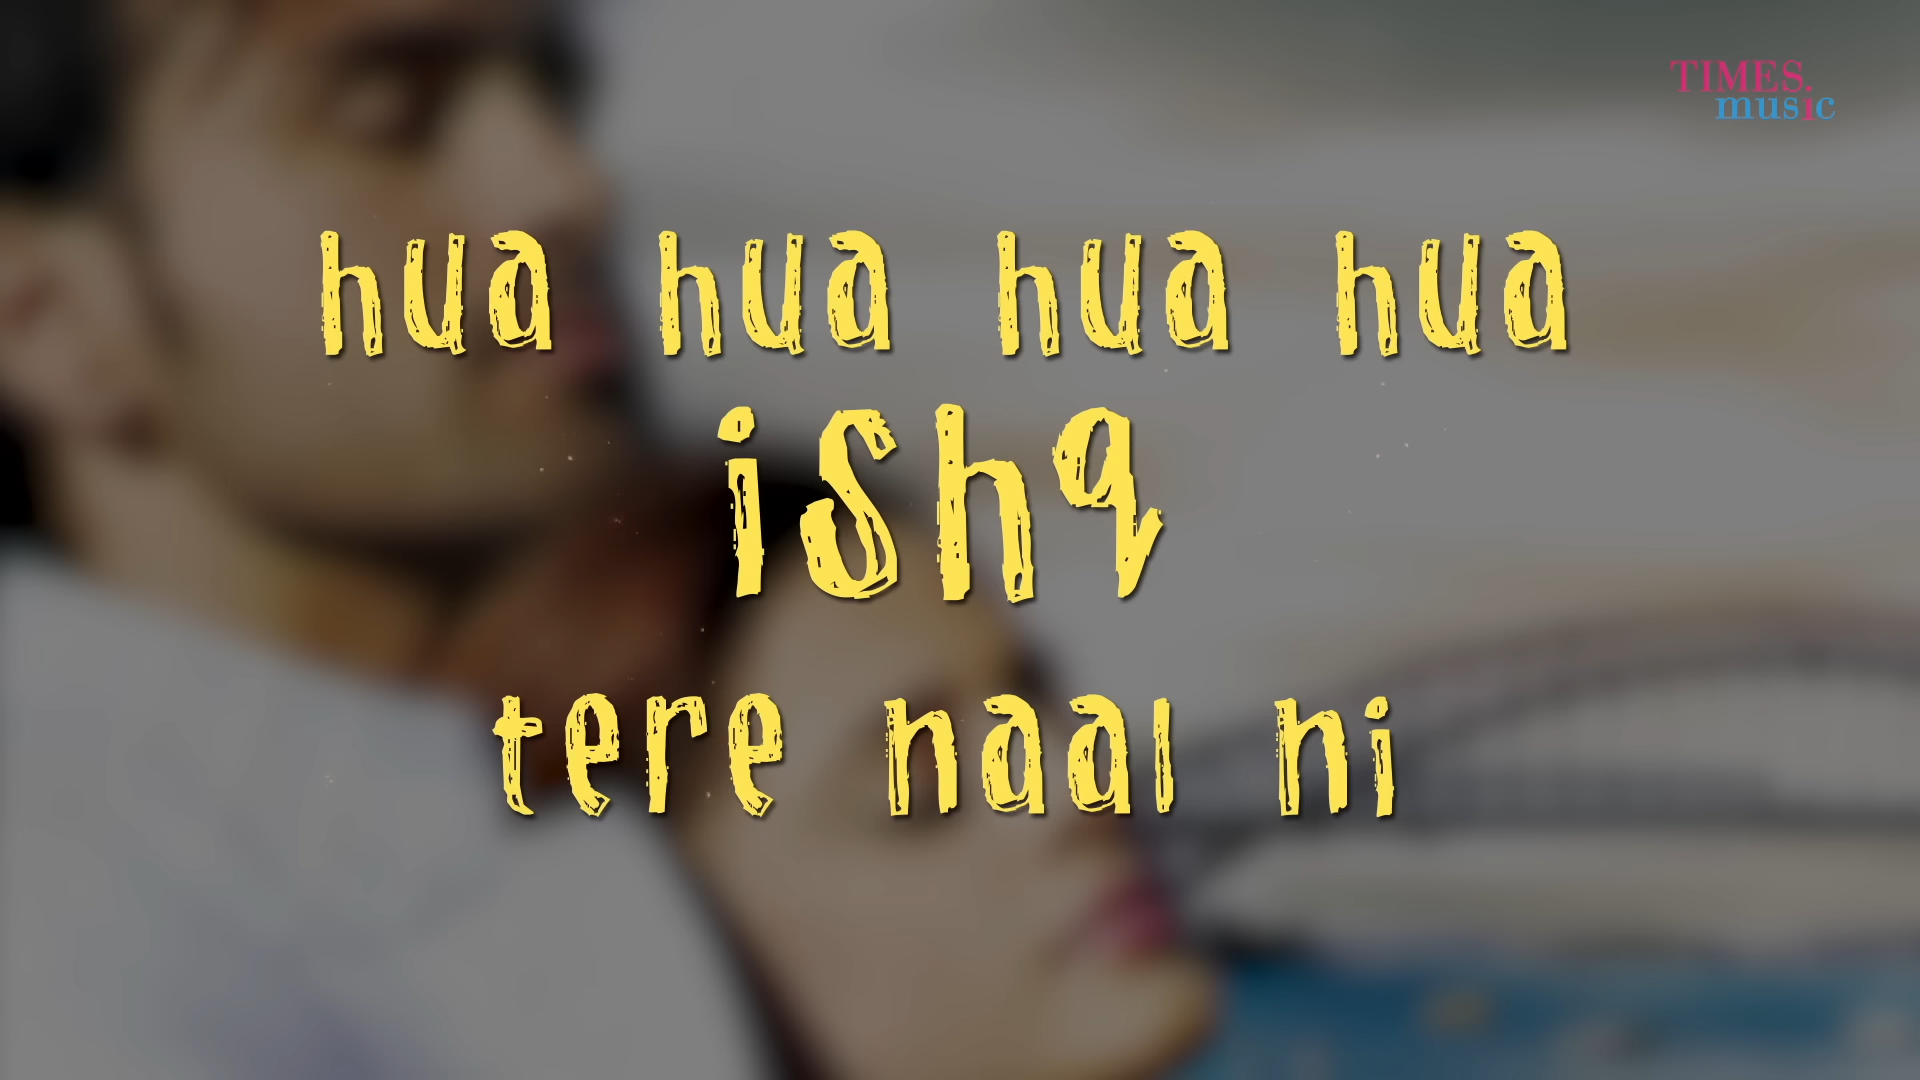 TIMES.
music
hua hua hua hua
ishq
tere naal ni